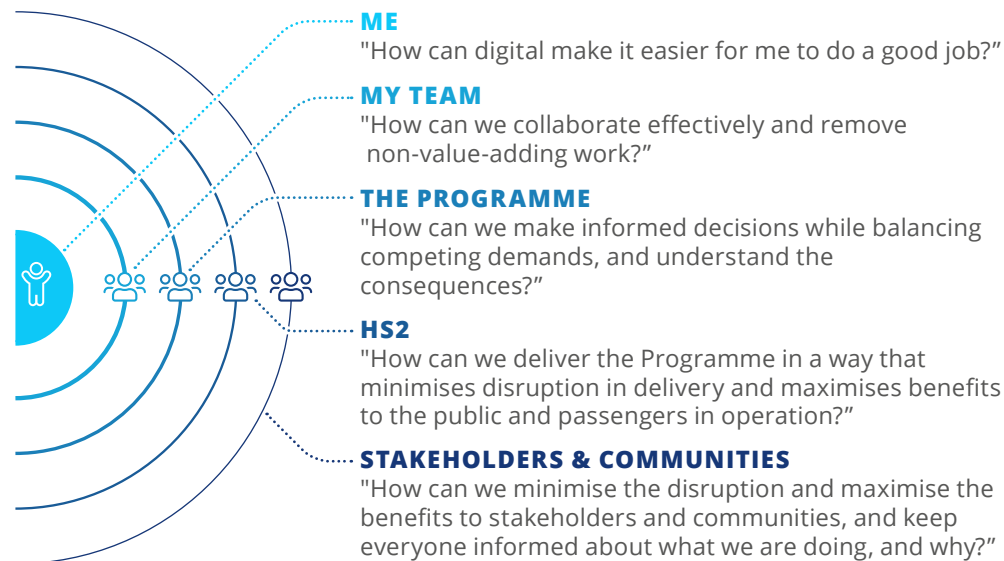 ME
"How can digital make it easier for me to do a good job?”
MY TEAM
"How can we collaborate effectively and remove
non-value-adding work?”
THE PROGRAMME
"How can we make informed decisions while balancing
competing demands, and understand the
consequences?”
HS2
"How can we deliver the Programme in a way that
minimises disruption in delivery and maximises benefits
to the public and passengers in operation?”
STAKEHOLDERS & COMMUNITIES
"How can we minimise the disruption and maximise the
benefits to stakeholders and communities, and keep
everyone informed about what we are doing, and why?”